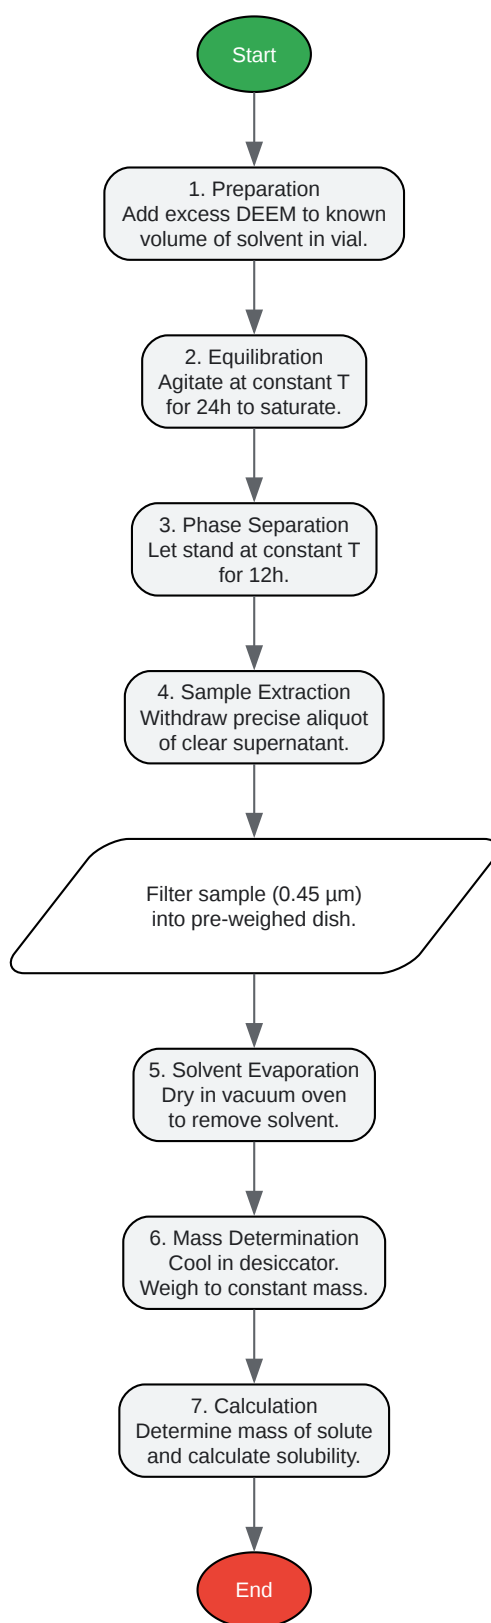 Start
1. Preparation
Add excess DEEM to known
volume of solvent in vial.
2. Equilibration
Agitate at constant T
for 24h to saturate.
3. Phase Separation
Let stand at constant T
for 12h.
4. Sample Extraction
Withdraw precise aliquot
of clear supernatant.
Filter sample (0.45 µm)
into pre-weighed dish.
5. Solvent Evaporation
Dry in vacuum oven
to remove solvent.
6. Mass Determination
Cool in desiccator.
Weigh to constant mass.
7. Calculation
Determine mass of solute
and calculate solubility.
End